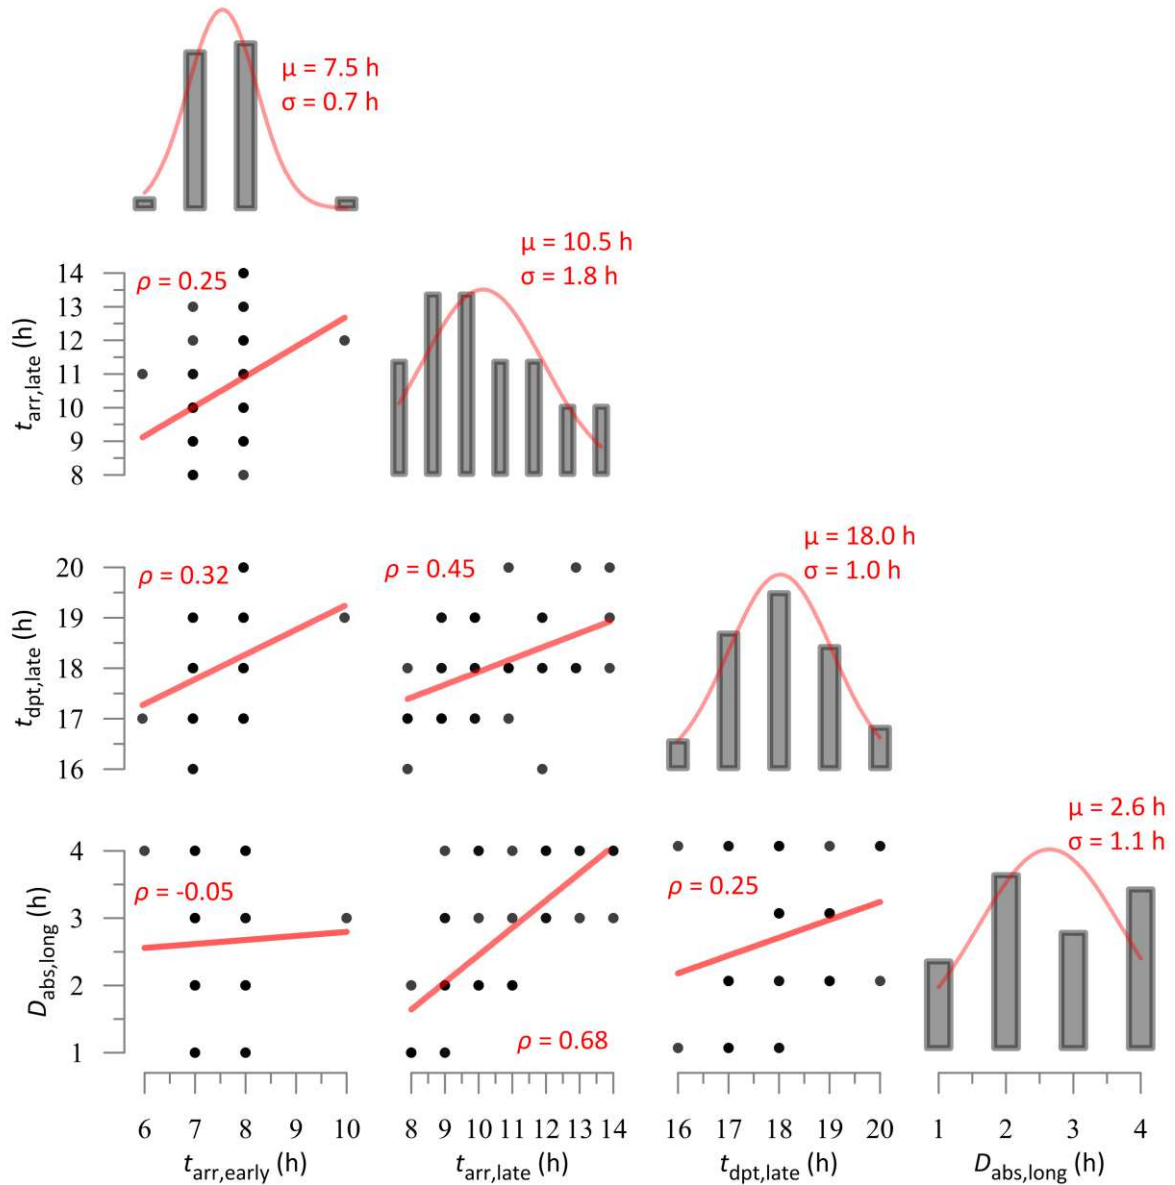 μ = 7.5 h
σ = 0.7 h
μ = 10.5 h
σ = 1.8 h
ρ = 0.25
14
13
12
11
10
9
8
t_arr,late (h)
μ = 18.0 h
σ = 1.0 h
ρ = 0.32
ρ = 0.45
20
19
18
17
16
t_dpt,late (h)
μ = 2.6 h
σ = 1.1 h
ρ = -0.05
ρ = 0.25
ρ = 0.68
4
3
2
1
D_abs,long (h)
6 7 8 9 10 8 9 10 11 12 13 14 16 17 18 19 20 1 2 3 4
t_arr,early (h) t_arr,late (h) t_dpt,late (h) D_abs,long (h)